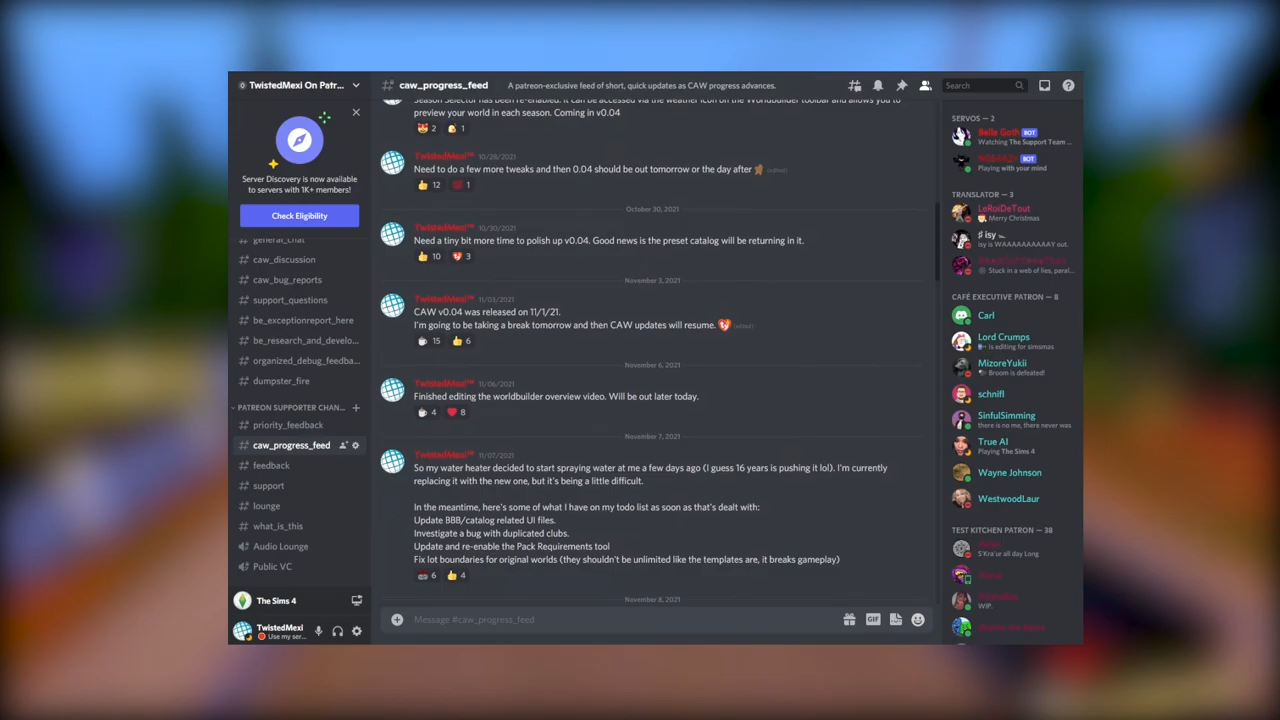 TwistedMexi On Patr...
Server Discovery is now available
to servers with 1K+ members!
Check Eligibility
general_chat
caw_discussion
caw_bug_reports
support_questions
be_exceptionreport_here
be_research_and_develo...
organized_debug_feedba...
dumpster_fire
PATREON SUPPORTER CHAN...
priority_feedback
caw_progress_feed
feedback
support
lounge
what_is_this
Audio Lounge
Public VC
The Sims 4
TwistedMexi
Use my ser...
caw_progress_feed
A patreon-exclusive feed of short, quick updates as CAW progress advances.
Search
Season Selector has been re-enabled. It can be accessed via the weather icon on the Worldbuilder toolbar and allows you to
preview your world in each season. Coming in v0.04
2 1
TwistedMexi™ 10/28/2021
Need to do a few more tweaks and then 0.04 should be out tomorrow or the day after (edited)
12 1
October 30, 2021
TwistedMexi™ 10/30/2021
Need a tiny bit more time to polish up v0.04. Good news is the preset catalog will be returning in it.
10 3
November 3, 2021
TwistedMexi™ 11/03/2021
CAW v0.04 was released on 11/1/21.
I'm going to be taking a break tomorrow and then CAW updates will resume. (edited)
15 6
November 6, 2021
TwistedMexi™ 11/06/2021
Finished editing the worldbuilder overview video. Will be out later today.
4 8
November 7, 2021
TwistedMexi™ 11/07/2021
So my water heater decided to start spraying water at me a few days ago (I guess 16 years is pushing it lol). I'm currently
replacing it with the new one, but it's being a little difficult.
In the meantime, here's some of what I have on my todo list as soon as that's dealt with:
Update BBB/catalog related UI files.
Investigate a bug with duplicated clubs.
Update and re-enable the Pack Requirements tool
Fix lot boundaries for original worlds (they shouldn't be unlimited like the templates are, it breaks gameplay)
6 4
November 8, 2021
Message #caw_progress_feed
GIF
SERVOS — 2
Bella Goth BOT
Watching The Support Team ...
BOT
Playing with your mind
TRANSLATOR — 3
LeRoiDeTout
Merry Christmas
isy
Isy is WAAAAAAAAAY out.
Stuck in a web of lies, paral...
CAFÉ EXECUTIVE PATRON — 8
Carl
Lord Crumps
is editing for simsmas
MizoreYukii
Broom is defeated!
schnifl
SinfulSimming
there is no me, there never was
True AI
Playing The Sims 4
Wayne Johnson
WestwoodLaur
TEST KITCHEN PATRON — 38
S'Kra'ur all day Long
WIP.